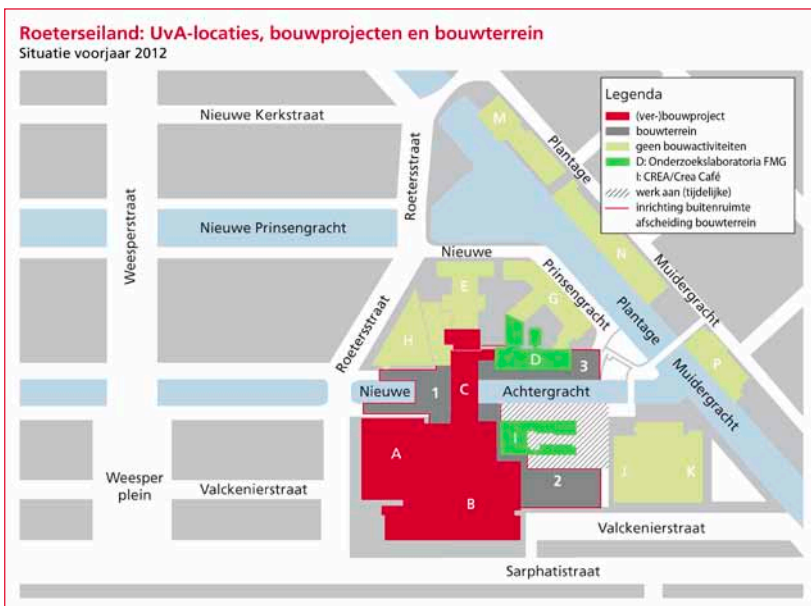 Roeterseiland: UvA-locaties, bouwprojecten en bouwterrein
Situatie voorjaar 2012
Legenda
(ver-)bouwproject
bouwterrein
geen bouwactiviteiten
D: Onderzoekslaboratoria FMG
I: CREA/Crea Café
werk aan (tijdelijke)
inrichting buitenruimte
afscheiding bouwterrein
Nieuwe Kerkstraat
Roetersstraat
M
Plantage
Weesperstraat
Nieuwe Prinsengracht
Nieuwe
Prinsengracht
N
Muidergracht
Plantage
E
G
Roetersstraat
H
D
3
P
Muidergracht
Nieuwe
1
C
Achtergracht
A
I
J
K
Weesper
plein
Valckenierstraat
2
B
Valckenierstraat
Sarphatistraat